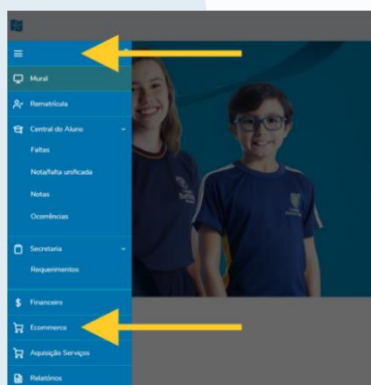 Mural
Rematrícula
Central do Aluno
Faltas
Nota/falta unificada
Notas
Ocorrências
Secretaria
Requerimentos
Financeiro
Ecommerce
Aquisição Serviços
Relatórios